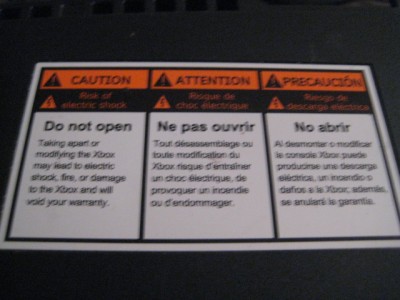 CAUTION
Risk of
electric shock
Do not open
Taking apart or
modifying the Xbox
may lead to electric
shock, fire, or damage
to the Xbox and will
void your warranty.
ATTENTION
Risque de
choc électrique
Ne pas ouvrir
Tout désassemblage ou
toute modification du
Xbox risque d'entraîner
un choc électrique, de
provoquer un incendie
ou d'endommager.
PRECAUCIÓN
Riesgo de
descarga eléctrica
No abrir
Al desmontar o modificar
la consola Xbox puede
producirse una descarga
eléctrica, un incendio o
daños a la Xbox; además,
se anulará la garantía.